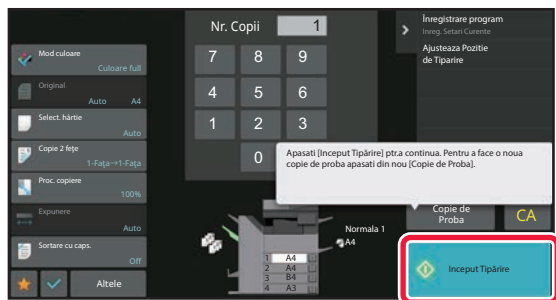 Nr. Copii 1
Înregistrare program
Inreg. Setari Curente
Ajusteaza Pozitie
de Tiparire
Mod culoare
Culoare full
Original
Auto A4
Select. hârtie
Auto
Copie 2 fețe
1-Fața→1-Fața
Proc. copiere
100%
Expunere
Auto
Sortare cu caps.
Off
Altele
7 8 9
4 5 6
1 2 3
0
Apasati [Inceput Tipărire] ptr.a continua. Pentru a face o noua
copie de proba apasati din nou [Copie de Proba].
Copie de
Proba
CA
Normala 1
A4
1 A4
2 A4
3 B4
4 A3
Inceput Tipărire